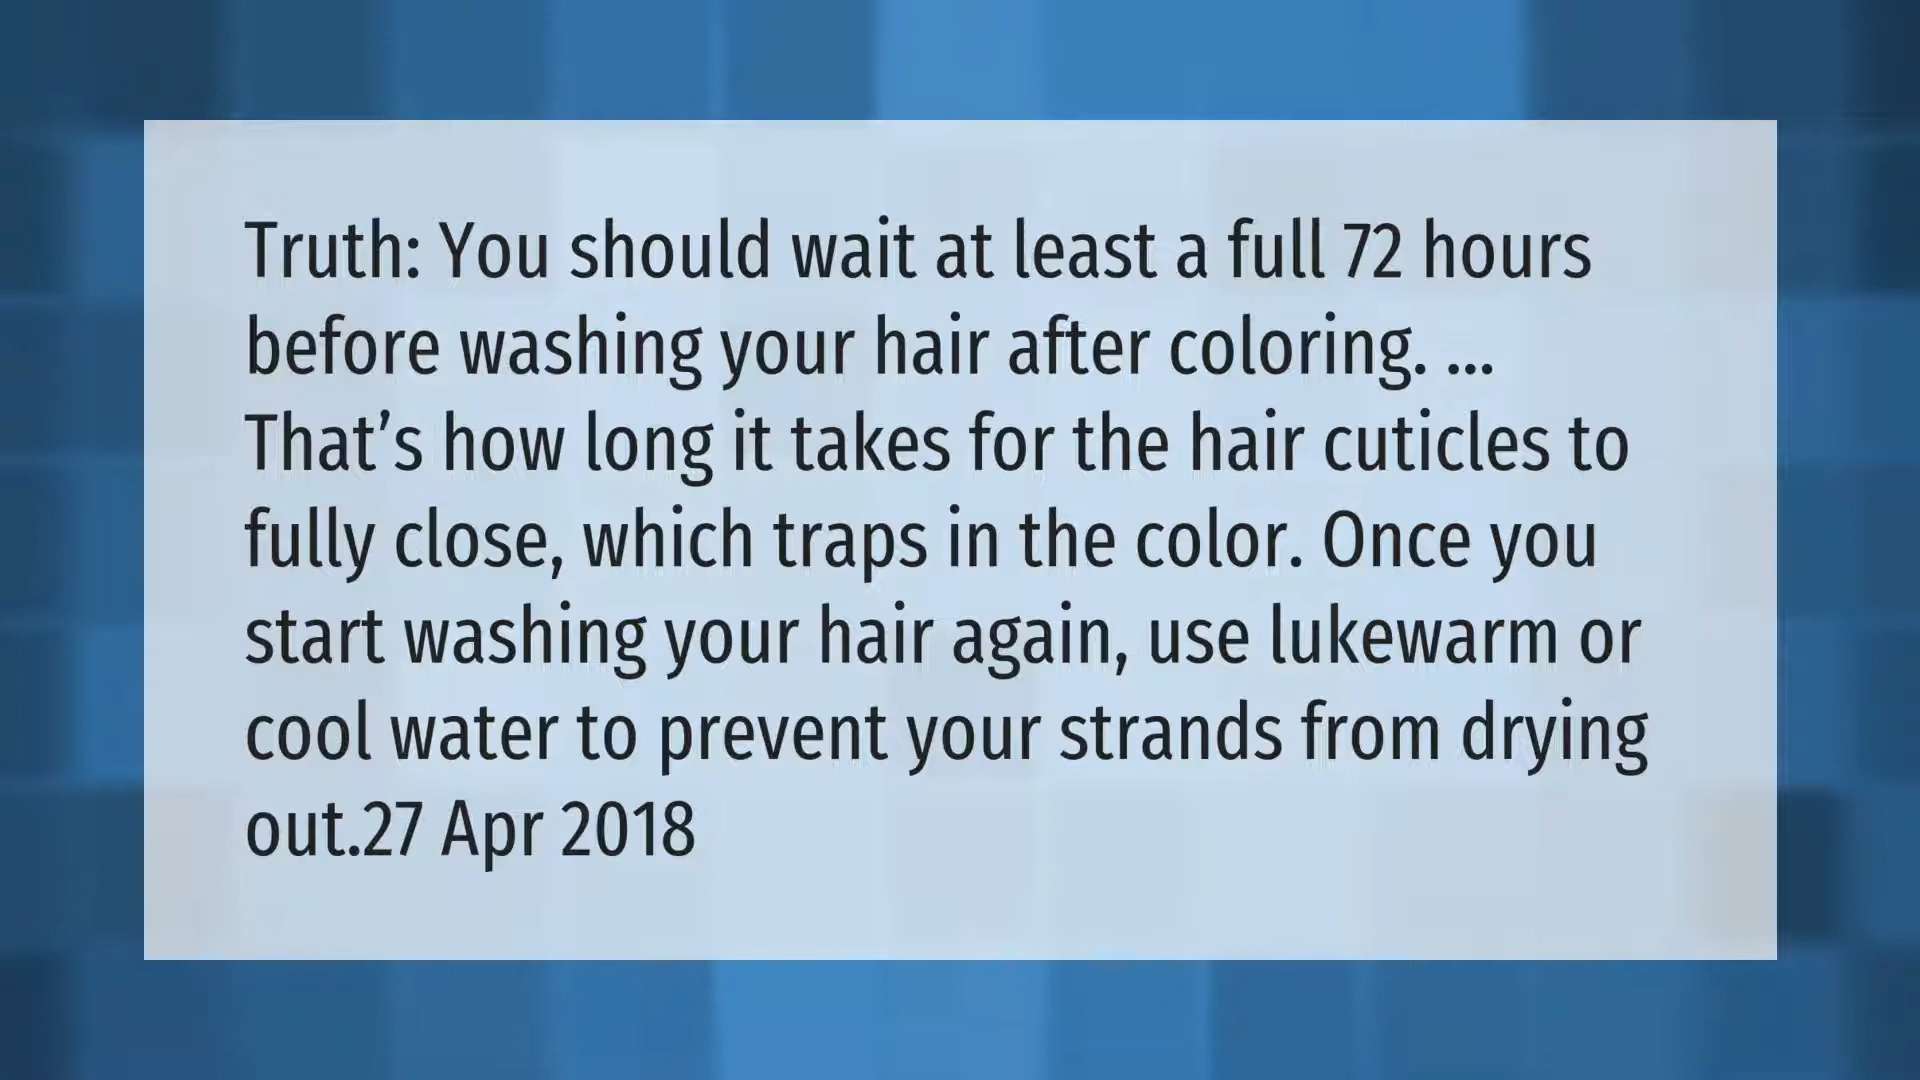 Truth: You should wait at least a full 72 hours
before washing your hair after coloring. ...
That’s how long it takes for the hair cuticles to
fully close, which traps in the color. Once you
start washing your hair again, use lukewarm or
cool water to prevent your strands from drying
out.27 Apr 2018